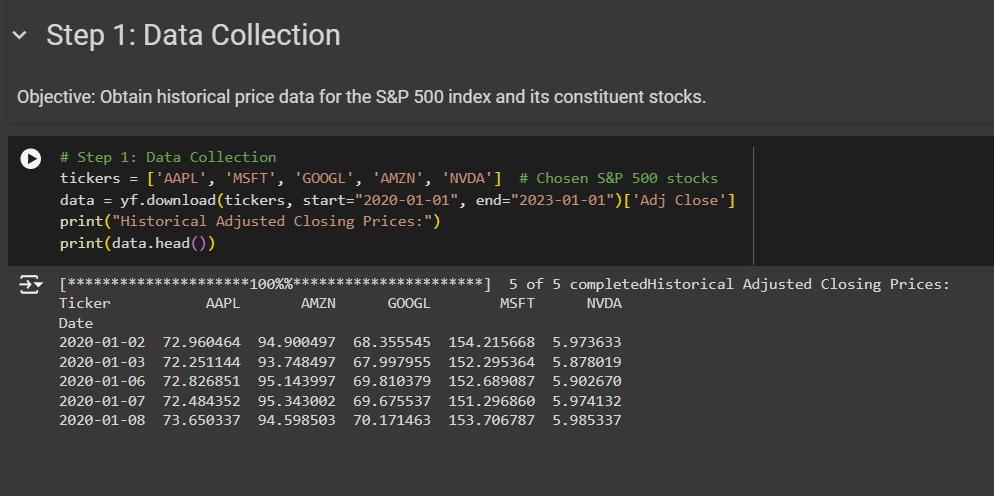 Step 1: Data Collection
Objective: Obtain historical price data for the S&P 500 index and its constituent stocks.
# Step 1: Data Collection
tickers = ['AAPL', 'MSFT', 'GOOGL', 'AMZN', 'NVDA']  # Chosen S&P 500 stocks
data = yf.download(tickers, start="2020-01-01", end="2023-01-01")['Adj Close']
print("Historical Adjusted Closing Prices:")
print(data.head())
[*********************100%%**********************]  5 of 5 completedHistorical Adjusted Closing Prices:
Ticker           AAPL       AMZN      GOOGL        MSFT      NVDA
Date
2020-01-02  72.960464  94.900497  68.355545  154.215668  5.973633
2020-01-03  72.251144  93.748497  67.997955  152.295364  5.878019
2020-01-06  72.826851  95.143997  69.810379  152.689087  5.902670
2020-01-07  72.484352  95.343002  69.675537  151.296860  5.974132
2020-01-08  73.650337  94.598503  70.171463  153.706787  5.985337